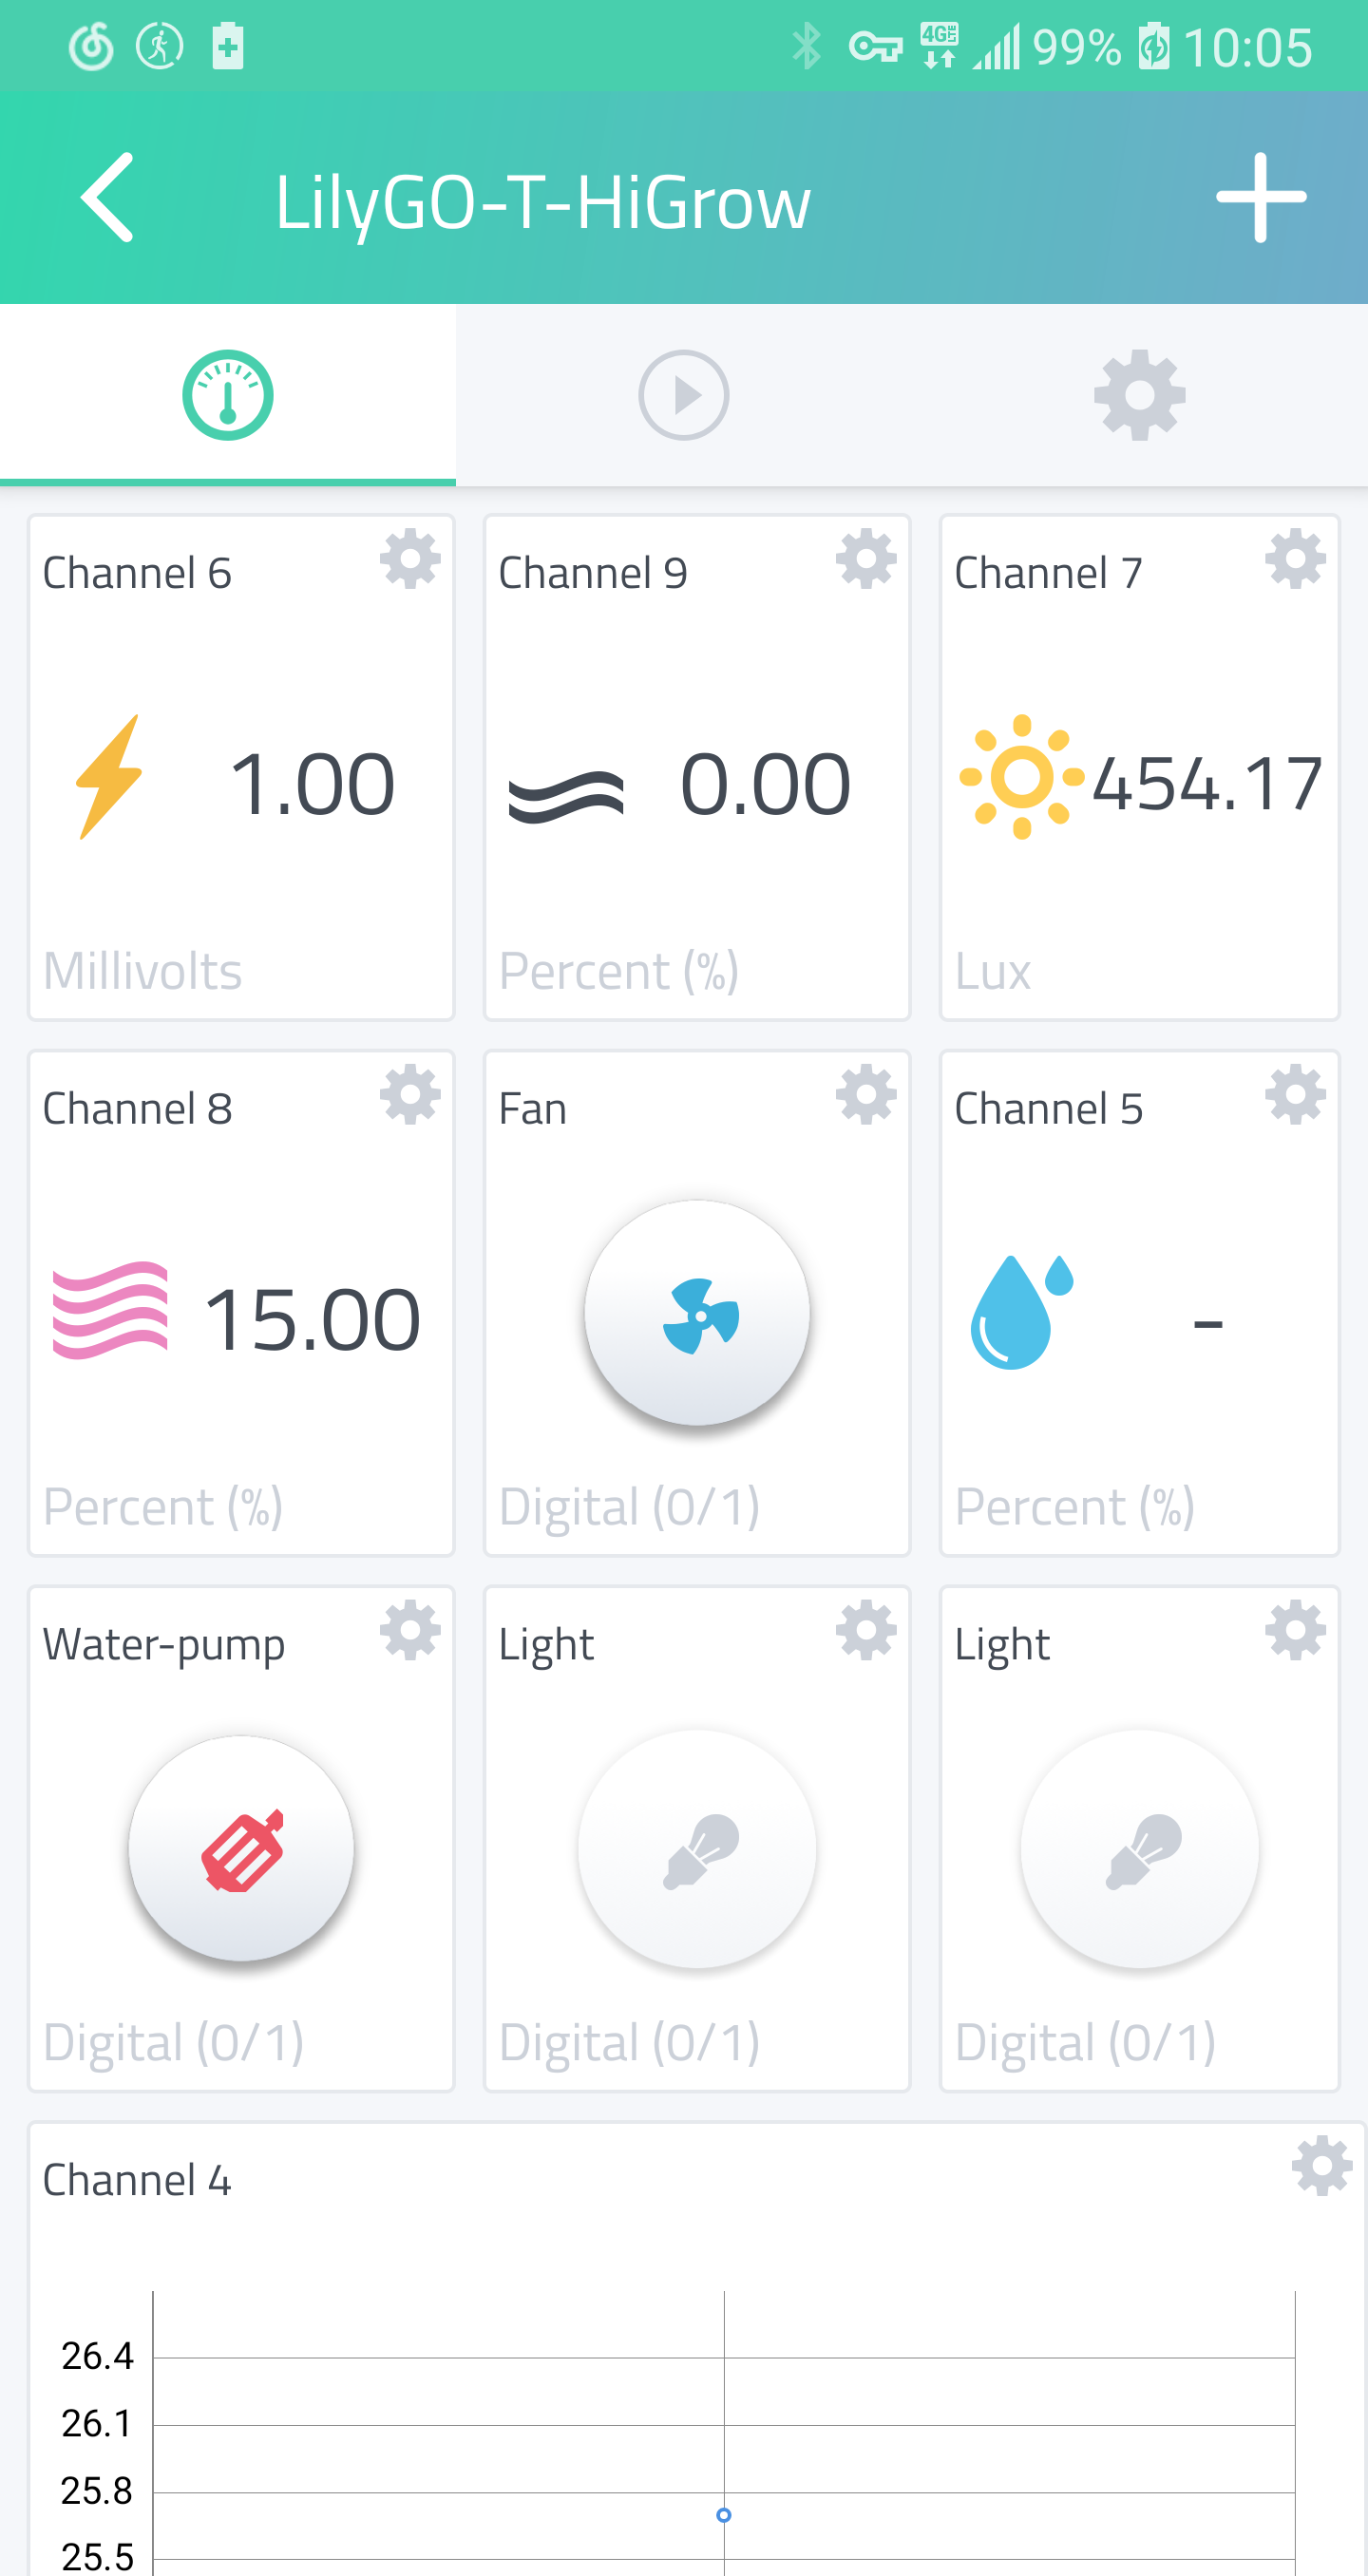 4G LTE 99% 10:05
LilyGO-T-HiGrow
Channel 6
1.00
Millivolts
Channel 9
0.00
Percent (%)
Channel 7
454.17
Lux
Channel 8
15.00
Percent (%)
Fan
Digital (0/1)
Channel 5
-
Percent (%)
Water-pump
Digital (0/1)
Light
Digital (0/1)
Light
Digital (0/1)
Channel 4
26.4
26.1
25.8
25.5